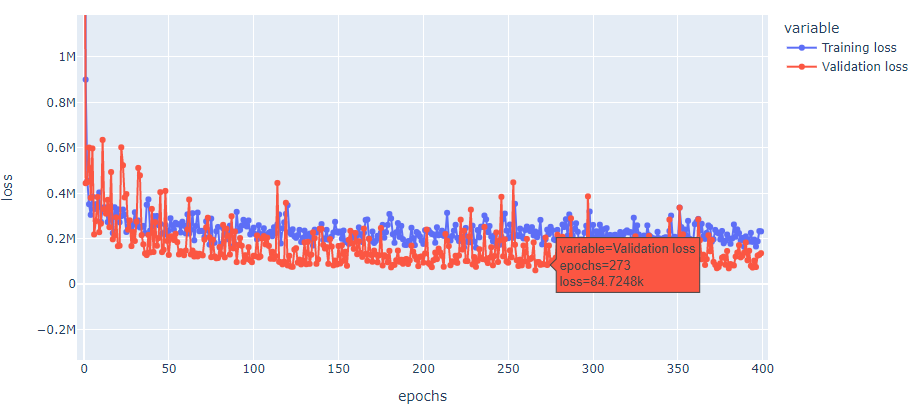 variable
Training loss
Validation loss
1M
0.8M
0.6M
0.4M
0.2M
0
−0.2M
loss
variable=Validation loss
epochs=273
loss=84.7248k
0 50 100 150 200 250 300 350 400
epochs